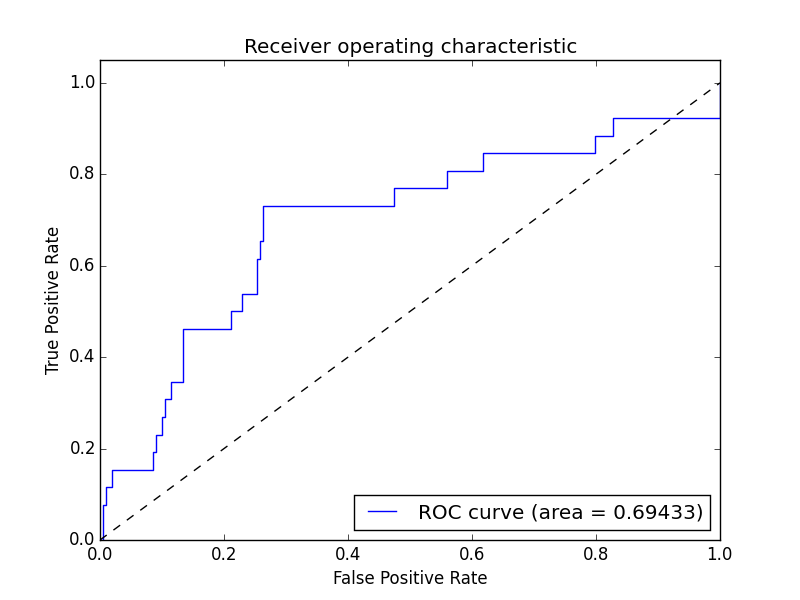 Receiver operating characteristic
1.0
0.8
0.6
0.4
0.2
0.0
True Positive Rate
ROC curve (area = 0.69433)
0.0 0.2 0.4 0.6 0.8 1.0
False Positive Rate